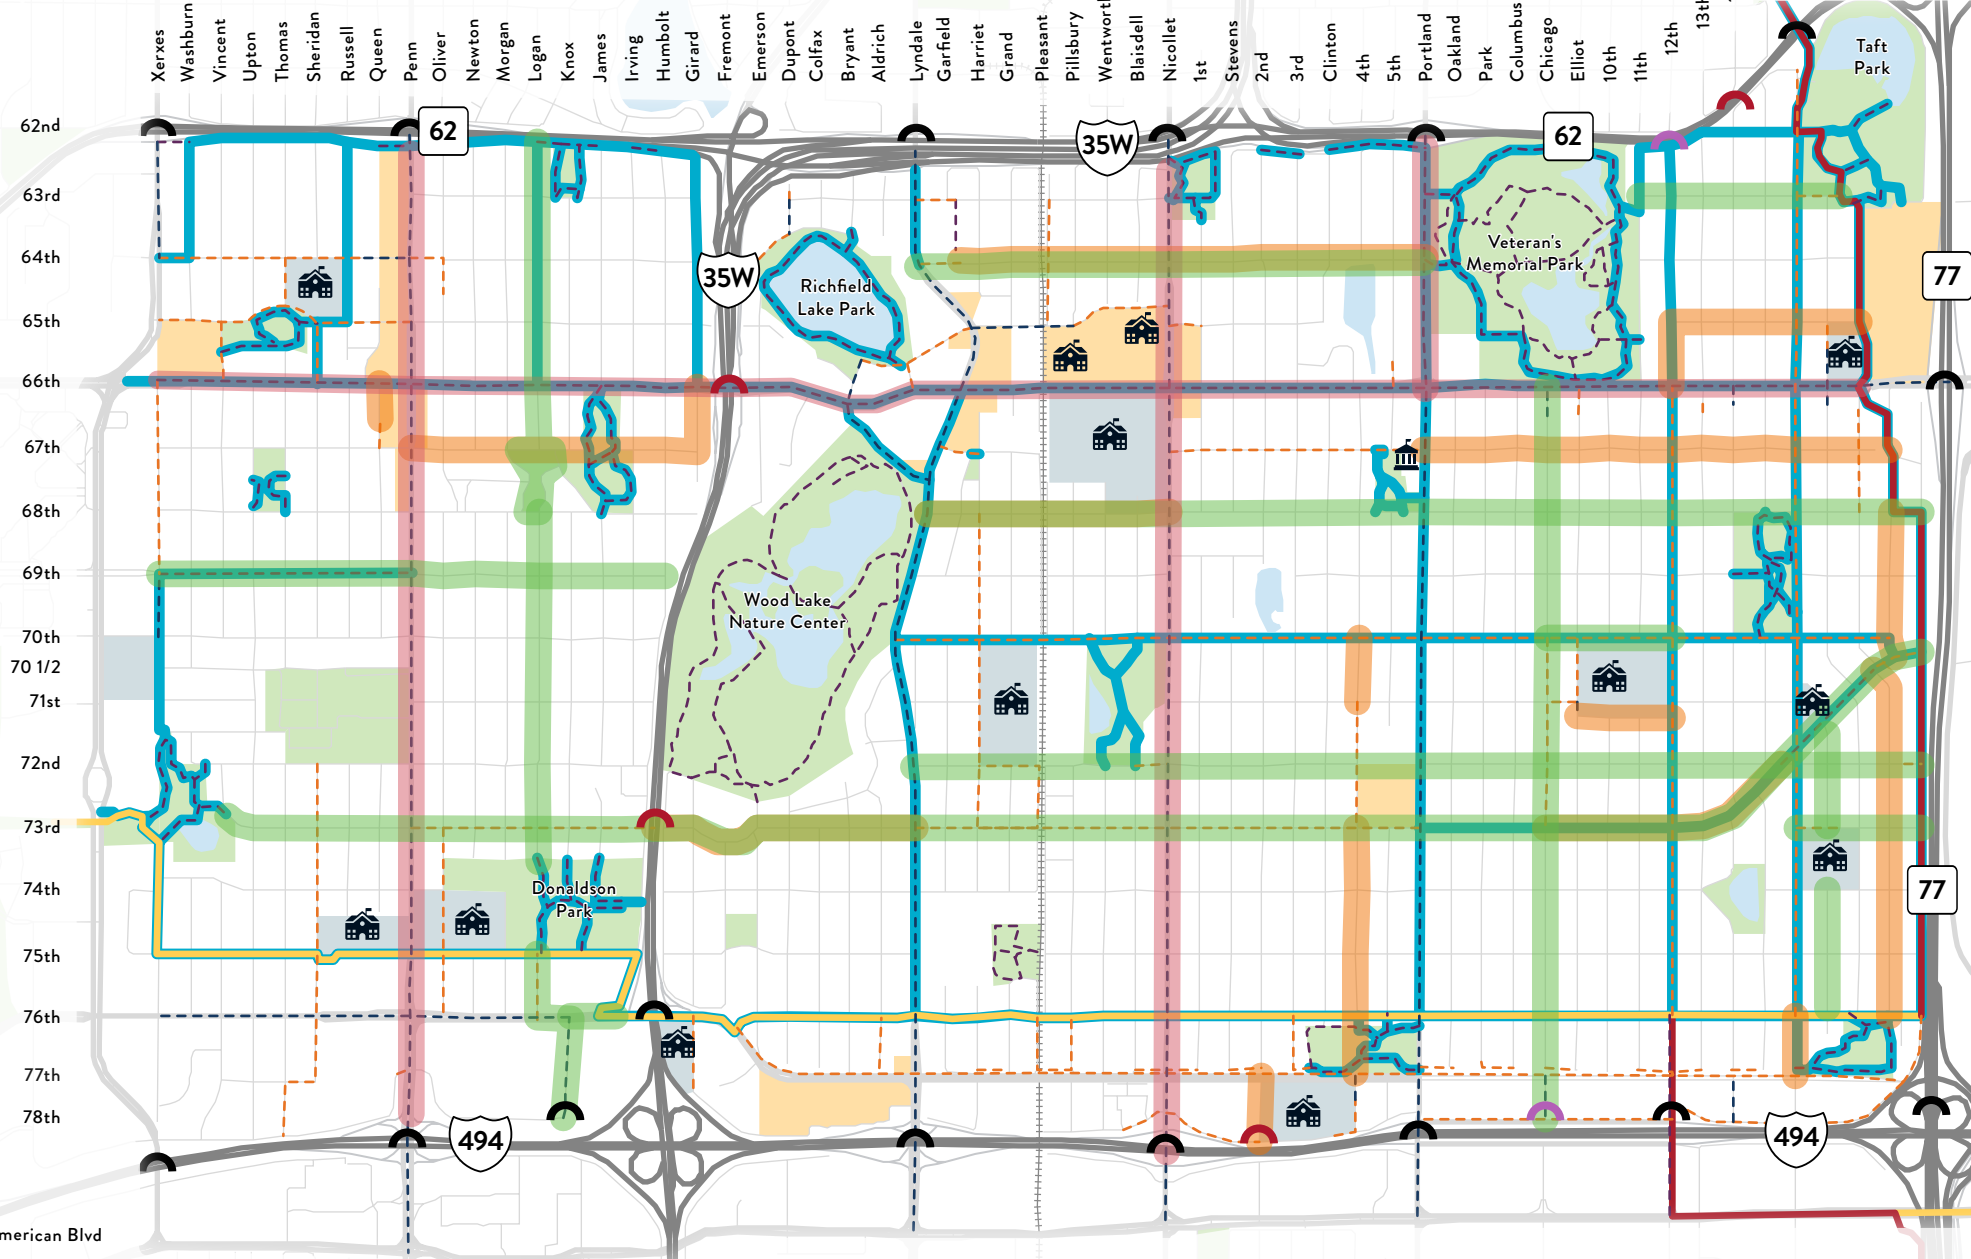 Xerxes
Washburn
Vincent
Upton
Thomas
Sheridan
Russell
Queen
Penn
Oliver
Newton
Morgan
Logan
Knox
James
Irving
Humbolt
Girard
Fremont
Emerson
Dupont
Colfax
Bryant
Aldrich
Lyndale
Garfield
Harriet
Grand
Pleasant
Pillsbury
Wentworth
Blaisdell
Nicollet
1st
Stevens
2nd
3rd
Clinton
4th
5th
Portland
Oakland
Park
Columbus
Chicago
Elliot
10th
11th
12th
13th
Taft
Park
62nd
62
35W
62
63rd
64th
Veteran's
Memorial Park
35W
77
Richfield
Lake Park
65th
66th
67th
68th
69th
Wood Lake
Nature Center
70th
70 1/2
71st
72nd
73rd
74th
Donaldson
Park
77
75th
76th
77th
78th
494
494
merican Blvd